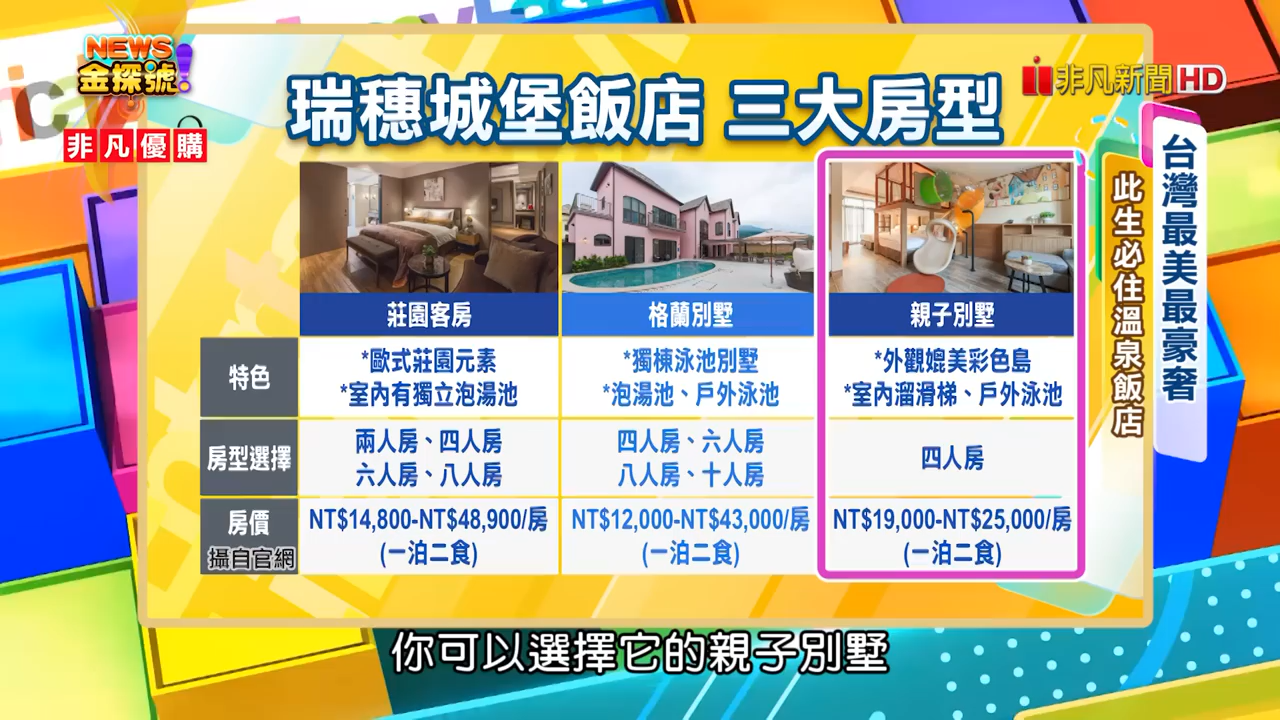 NEWS
金探號!
非凡優購
非凡新聞HD
瑞穗城堡飯店 三大房型
台灣最美最豪奢
此生必住溫泉飯店
莊園客房
格蘭別墅
親子別墅
特色
*歐式莊園元素
*室內有獨立泡湯池
*獨棟泳池別墅
*泡湯池、戶外泳池
*外觀媲美彩色島
*室內溜滑梯、戶外泳池
房型選擇
兩人房、四人房
六人房、八人房
四人房、六人房
八人房、十人房
四人房
房價
NT$14,800-NT$48,900/房
(一泊二食)
NT$12,000-NT$43,000/房
(一泊二食)
NT$19,000-NT$25,000/房
(一泊二食)
攝自官網
你可以選擇它的親子別墅